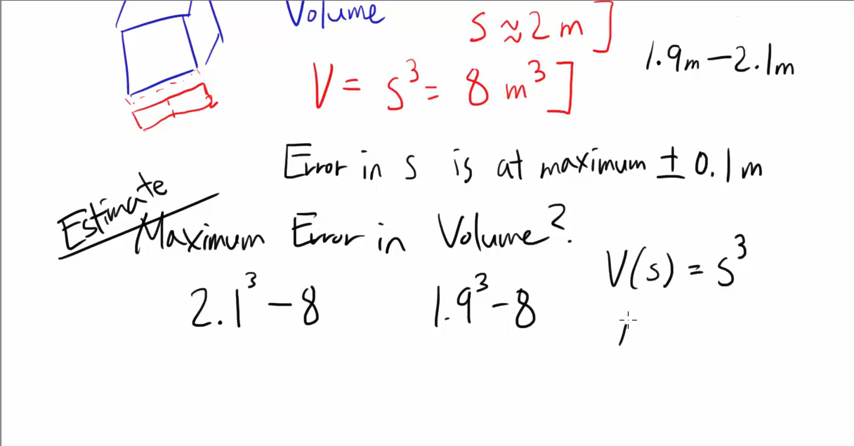 Volume
s ≈ 2 m ]
1.9m – 2.1m
V = s³ = 8 m³ ]
Error in s is at maximum ± 0.1 m
Estimate
Maximum Error in Volume?
V(s) = s³
2.1³ – 8 1.9³ – 8